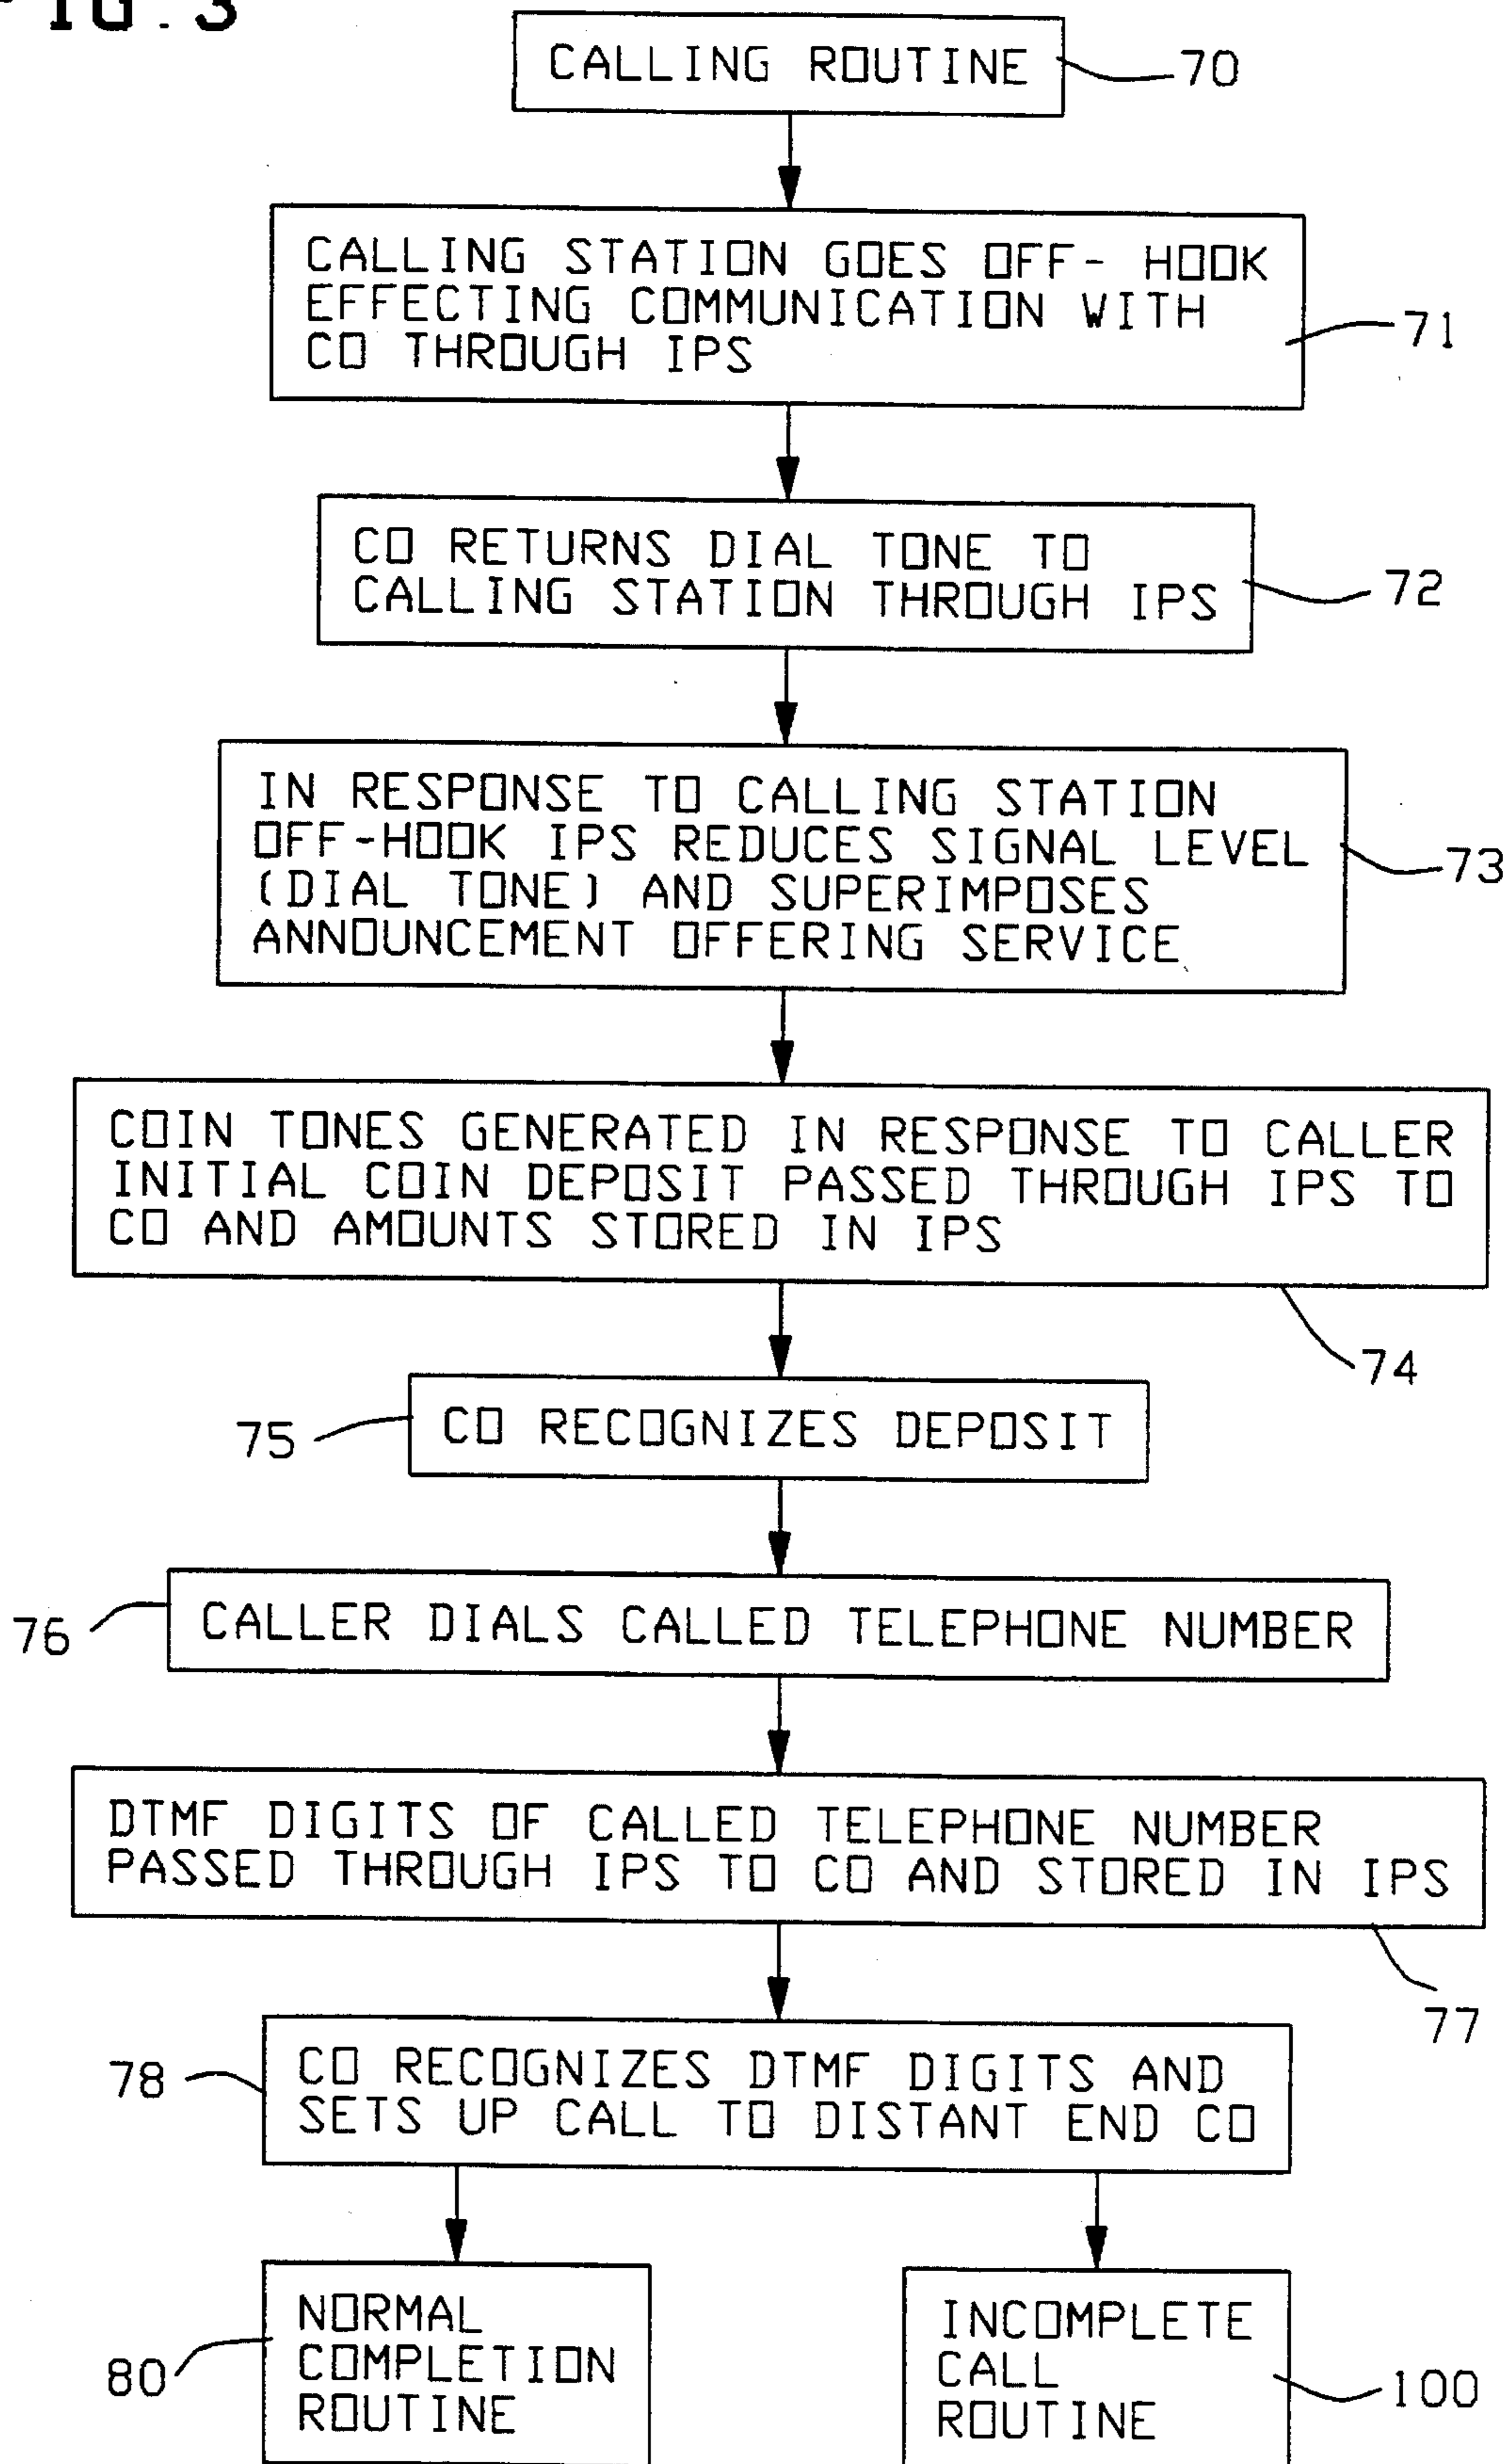 FIG. 3
CALLING ROUTINE
70
CALLING STATION GOES OFF- HOOK
EFFECTING COMMUNICATION WITH
CO THROUGH IPS
71
CO RETURNS DIAL TONE TO
CALLING STATION THROUGH IPS
72
IN RESPONSE TO CALLING STATION
OFF-HOOK IPS REDUCES SIGNAL LEVEL
(DIAL TONE) AND SUPERIMPOSES
ANNOUNCEMENT OFFERING SERVICE
73
COIN TONES GENERATED IN RESPONSE TO CALLER
INITIAL COIN DEPOSIT PASSED THROUGH IPS TO
CO AND AMOUNTS STORED IN IPS
74
75
CO RECOGNIZES DEPOSIT
76
CALLER DIALS CALLED TELEPHONE NUMBER
DTMF DIGITS OF CALLED TELEPHONE NUMBER
PASSED THROUGH IPS TO CO AND STORED IN IPS
77
78
CO RECOGNIZES DTMF DIGITS AND
SETS UP CALL TO DISTANT END CO
80
NORMAL
COMPLETION
ROUTINE
INCOMPLETE
CALL
ROUTINE
100